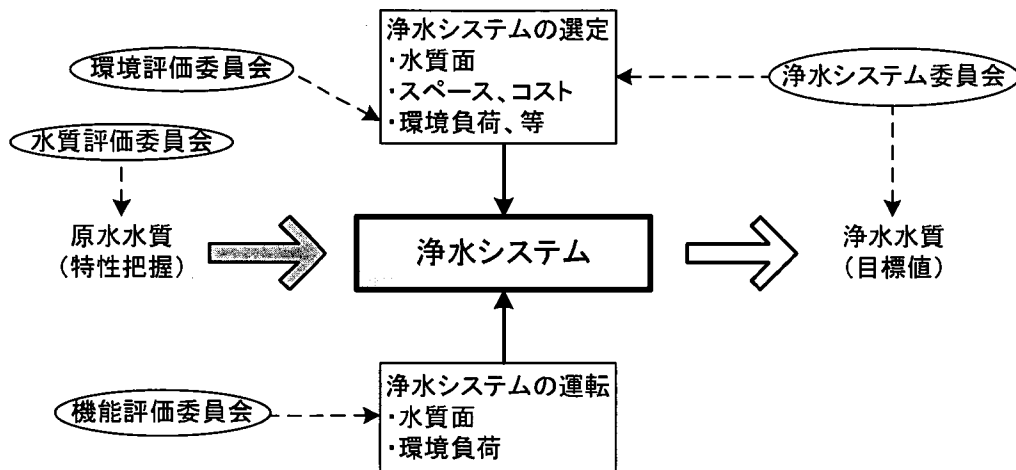 浄水システムの選定
・水質面
・スペース、コスト
・環境負荷、等
環境評価委員会
浄水システム委員会
水質評価委員会
原水水質
（特性把握）
浄水システム
浄水水質
（目標値）
浄水システムの運転
・水質面
・環境負荷
機能評価委員会